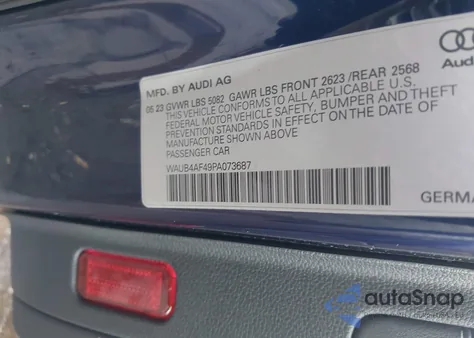 MFD. BY AUDI AG
05 23 GVWR LBS 5082 GAWR LBS FRONT 2623 /REAR 2568
THIS VEHICLE CONFORMS TO ALL APPLICABLE U.S.
FEDERAL MOTOR VEHICLE SAFETY, BUMPER AND THEFT
PREVENTION STANDARDS IN EFFECT ON THE DATE OF
MANUFACTURE SHOWN ABOVE
PASSENGER CAR
WAUB4AF49PA073687
Aud
GERMA
autoSnap